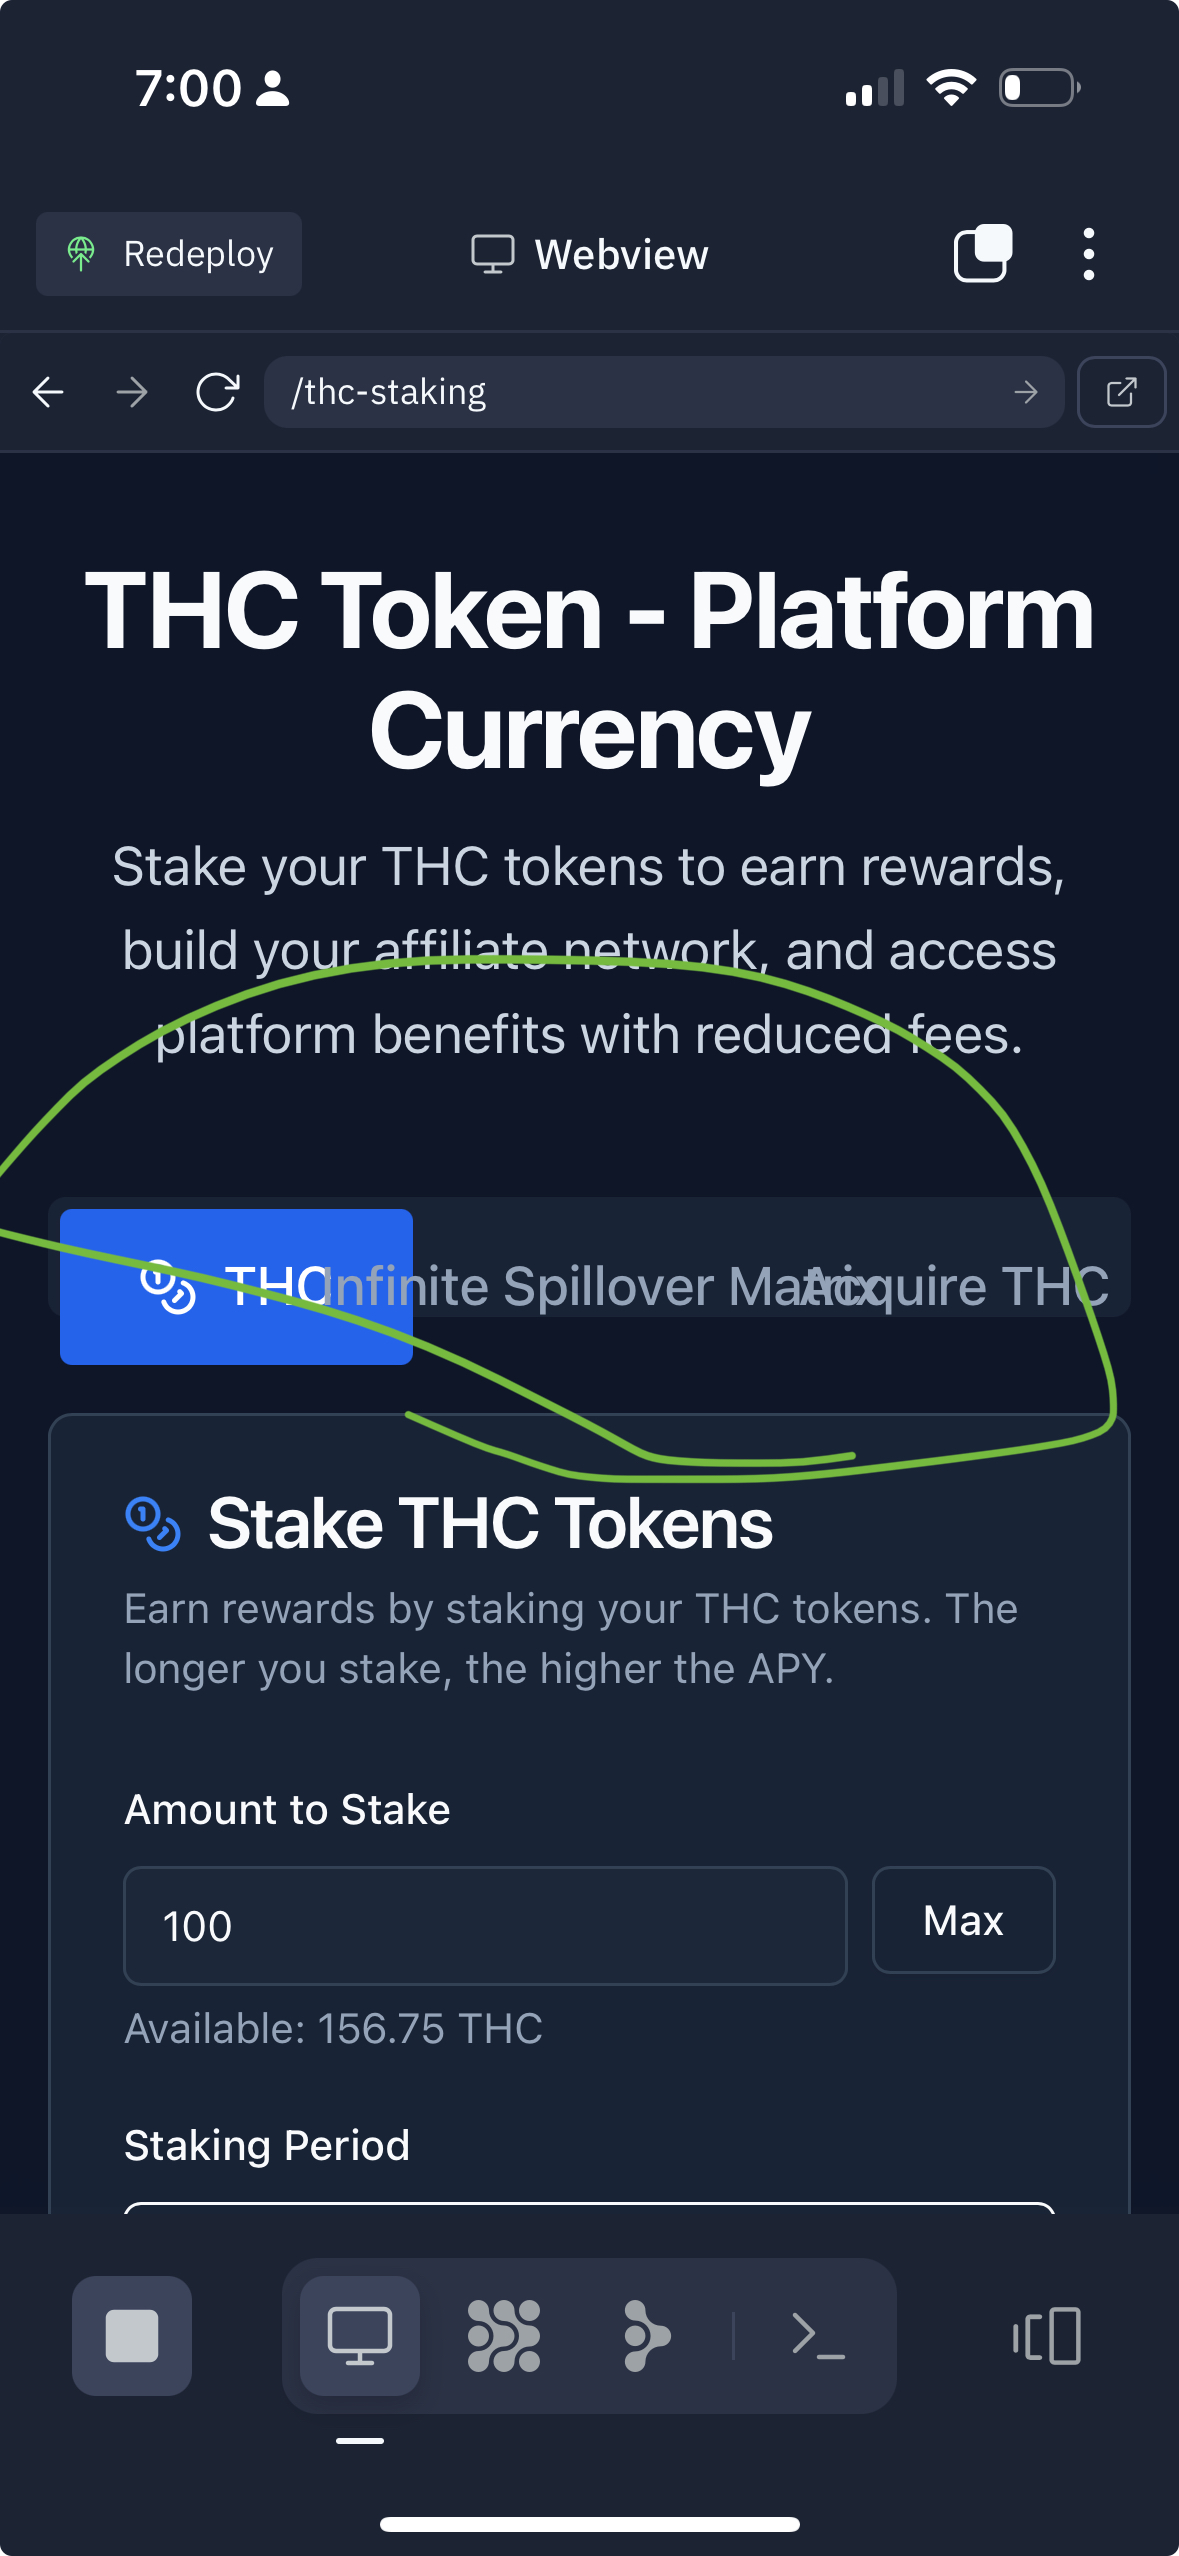 7:00
Redeploy
Webview
/thc-staking
THC Token - Platform
Currency
Stake your THC tokens to earn rewards,
build your affiliate network, and access
platform benefits with reduced fees.
THC Infinite Spillover Matrix Acquire THC
Stake THC Tokens
Earn rewards by staking your THC tokens. The
longer you stake, the higher the APY.
Amount to Stake
100
Max
Available: 156.75 THC
Staking Period